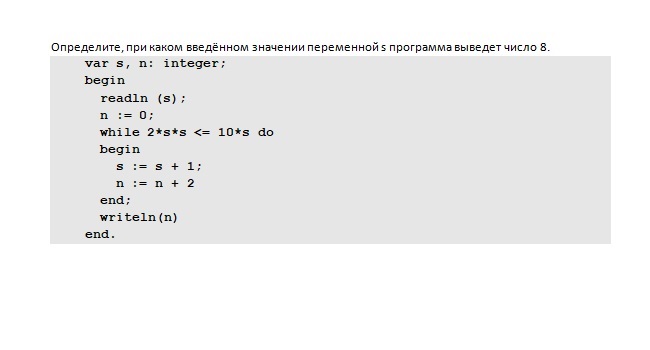 Определите, при каком введённом значении переменной s программа выведет число 8.
var s, n: integer;
begin
readln (s);
n := 0;
while 2*s*s <= 10*s do
begin
s := s + 1;
n := n + 2
end;
writeln(n)
end.